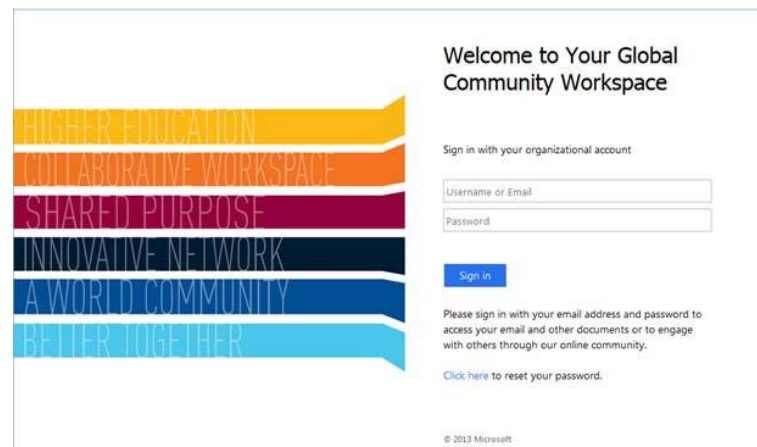 HIGHER EDUCATION
COLLABORATIVE WORKSPACE
SHARED PURPOSE
INNOVATIVE NETWORK
A WORLD COMMUNITY
BETTER TOGETHER
Welcome to Your Global
Community Workspace
Sign in with your organizational account
Username or Email
Password
Sign in
Please sign in with your email address and password to
access your email and other documents or to engage
with others through our online community.
Click here to reset your password.
© 2013 Microsoft